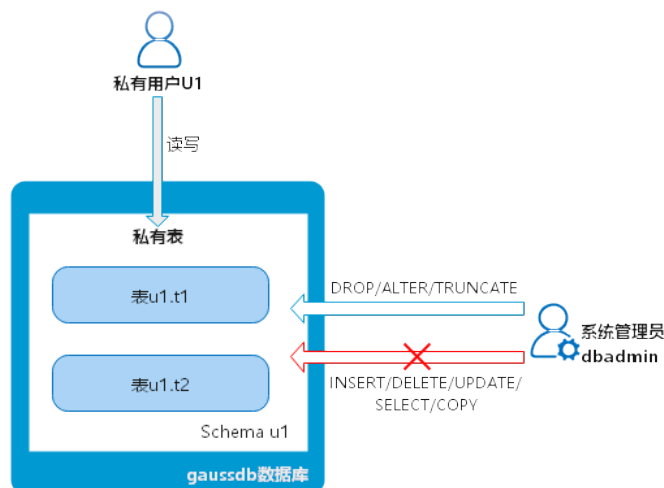 私有用户U1
读写
私有表
表u1.t1
DROP/ALTER/TRUNCATE
系统管理员
dbadmin
表u1.t2
INSERT/DELETE/UPDATE/
SELECT/COPY
Schema u1
gaussdb数据库